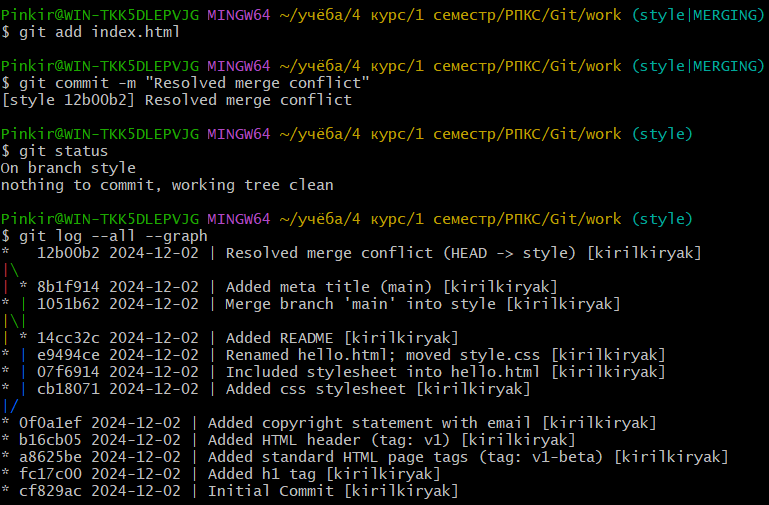 Pinkir@WIN-TKK5DLEPVJG MINGW64 ~/учёба/4 курс/1 семестр/РПКС/Git/work (style|MERGING)
$ git add index.html
Pinkir@WIN-TKK5DLEPVJG MINGW64 ~/учёба/4 курс/1 семестр/РПКС/Git/work (style|MERGING)
$ git commit -m "Resolved merge conflict"
[style 12b00b2] Resolved merge conflict
Pinkir@WIN-TKK5DLEPVJG MINGW64 ~/учёба/4 курс/1 семестр/РПКС/Git/work (style)
$ git status
On branch style
nothing to commit, working tree clean
Pinkir@WIN-TKK5DLEPVJG MINGW64 ~/учёба/4 курс/1 семестр/РПКС/Git/work (style)
$ git log --all --graph
*   12b00b2 2024-12-02 | Resolved merge conflict (HEAD -> style) [kirilkiryak]
|\
| * 8b1f914 2024-12-02 | Added meta title (main) [kirilkiryak]
* | 1051b62 2024-12-02 | Merge branch 'main' into style [kirilkiryak]
|\|
| * 14cc32c 2024-12-02 | Added README [kirilkiryak]
* | e9494ce 2024-12-02 | Renamed hello.html; moved style.css [kirilkiryak]
* | 07f6914 2024-12-02 | Included stylesheet into hello.html [kirilkiryak]
* | cb18071 2024-12-02 | Added css stylesheet [kirilkiryak]
|/
* 0f0a1ef 2024-12-02 | Added copyright statement with email [kirilkiryak]
* b16cb05 2024-12-02 | Added HTML header (tag: v1) [kirilkiryak]
* a8625be 2024-12-02 | Added standard HTML page tags (tag: v1-beta) [kirilkiryak]
* fc17c00 2024-12-02 | Added h1 tag [kirilkiryak]
* cf829ac 2024-12-02 | Initial Commit [kirilkiryak]